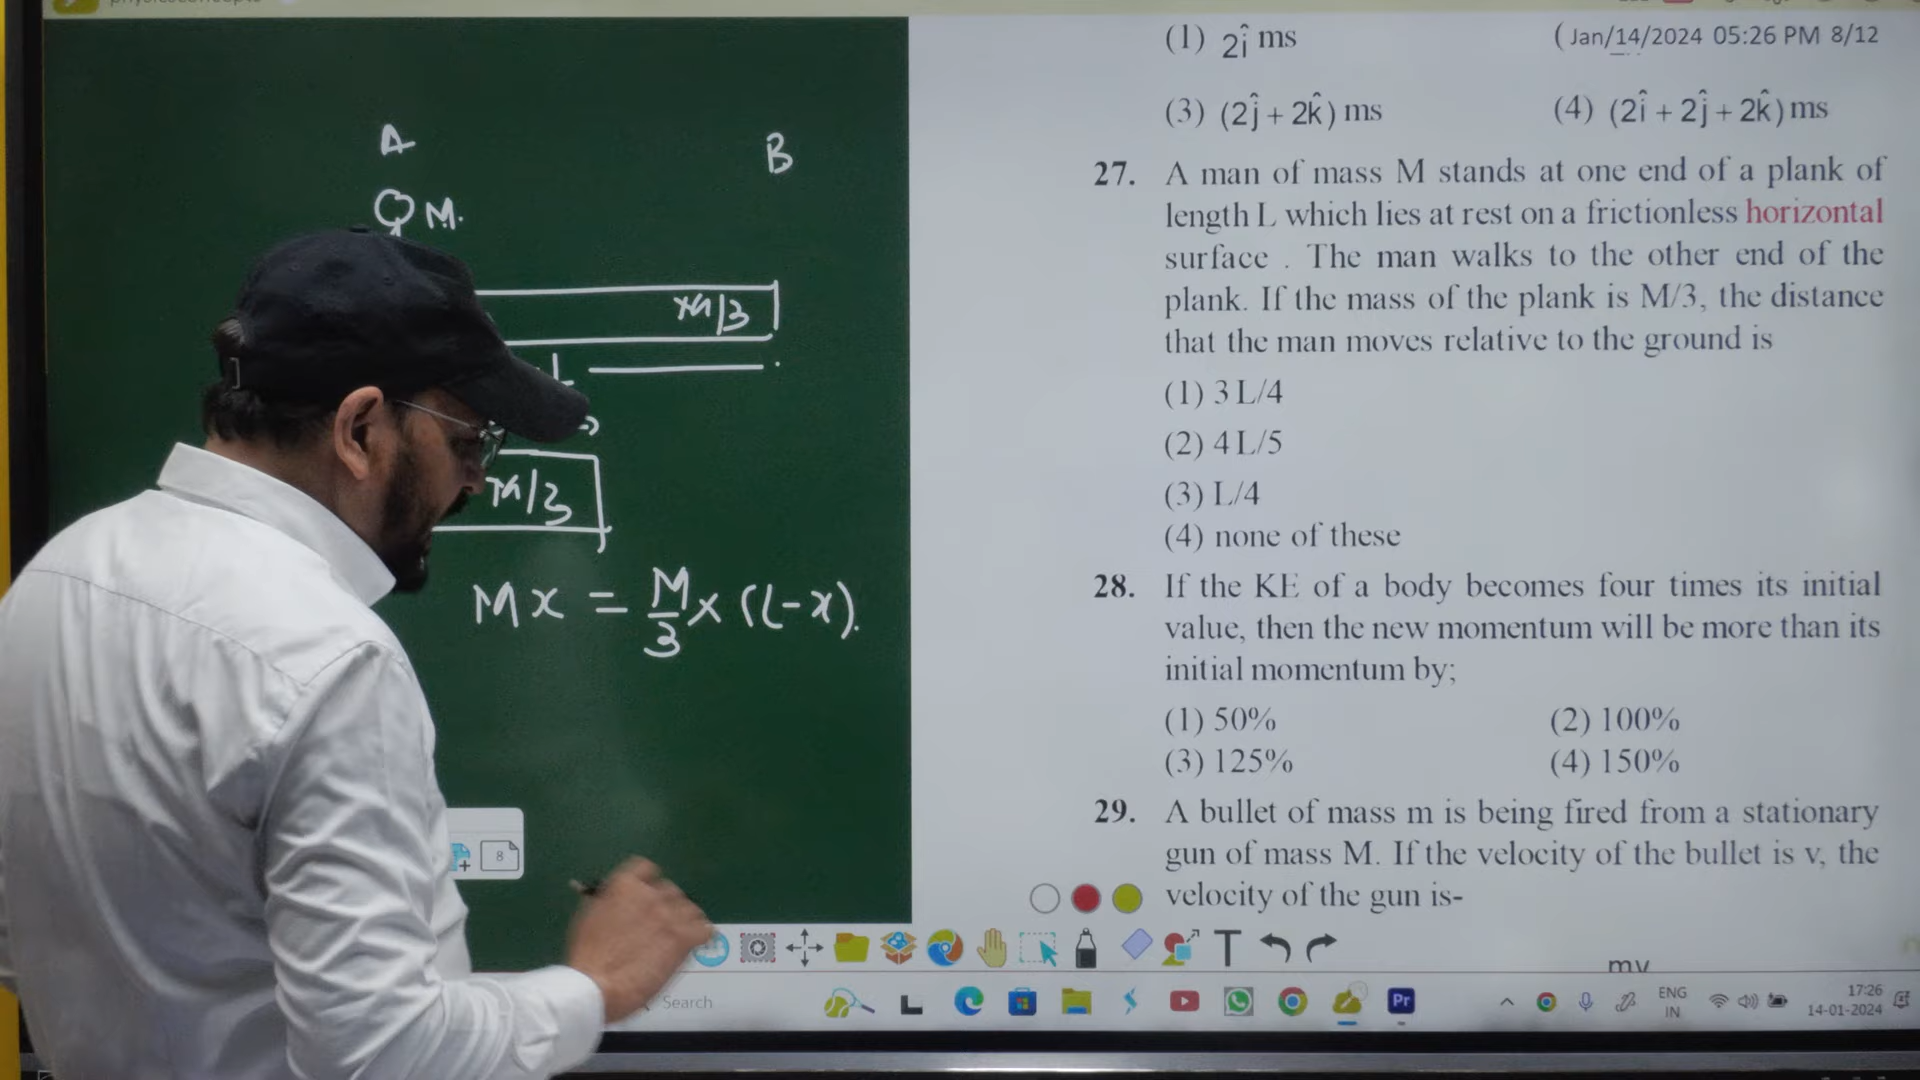 A
B
M.
M/3
L
M/3
Mx = M/3 x (L-x).
8
(1) 2î ms
(Jan/14/2024 05:26 PM 8/12
(3) (2ĵ + 2k̂) ms
(4) (2î + 2ĵ + 2k̂) ms
27. A man of mass M stands at one end of a plank of
length L which lies at rest on a frictionless horizontal
surface . The man walks to the other end of the
plank. If the mass of the plank is M/3, the distance
that the man moves relative to the ground is
(1) 3 L/4
(2) 4 L/5
(3) L/4
(4) none of these
28. If the KE of a body becomes four times its initial
value, then the new momentum will be more than its
initial momentum by;
(1) 50%
(2) 100%
(3) 125%
(4) 150%
29. A bullet of mass m is being fired from a stationary
gun of mass M. If the velocity of the bullet is v, the
velocity of the gun is-
mv
T
Search
Pr
ENG
IN
17:26
14-01-2024